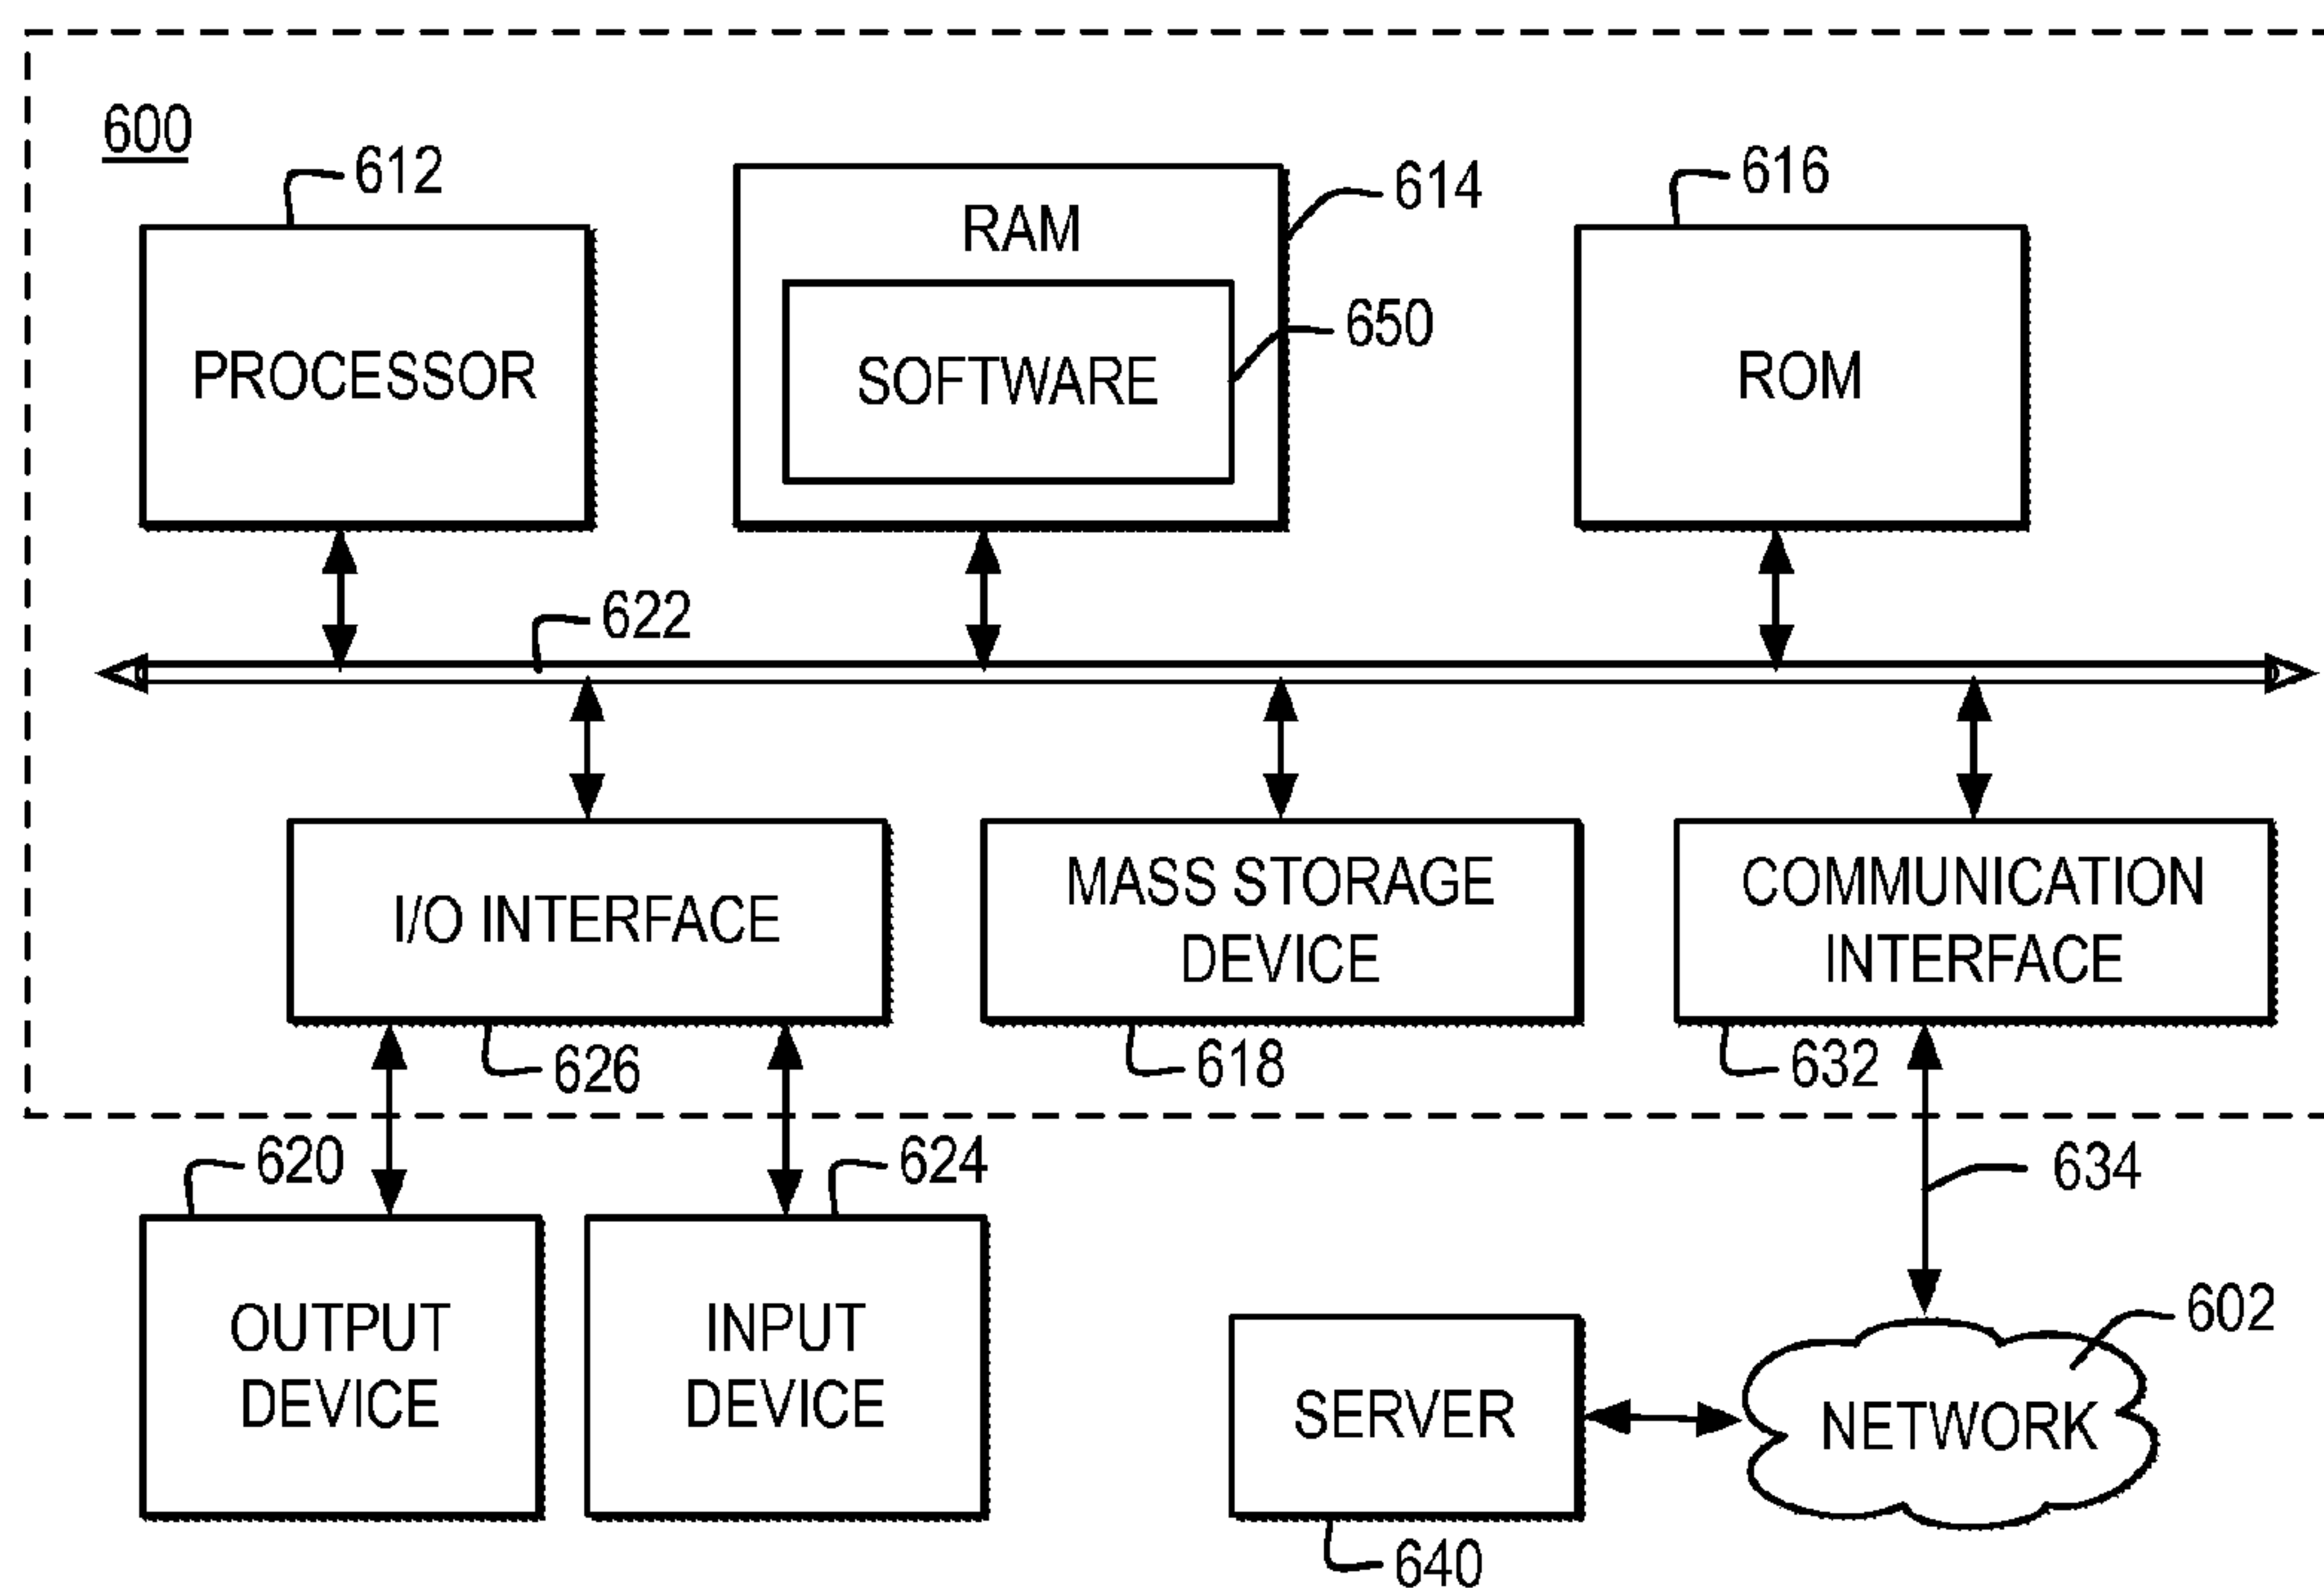 600
612
614
616
RAM
650
PROCESSOR
SOFTWARE
ROM
622
I/O INTERFACE
MASS STORAGE
DEVICE
COMMUNICATION
INTERFACE
626
618
632
620
624
634
OUTPUT
DEVICE
INPUT
DEVICE
602
SERVER
NETWORK
640